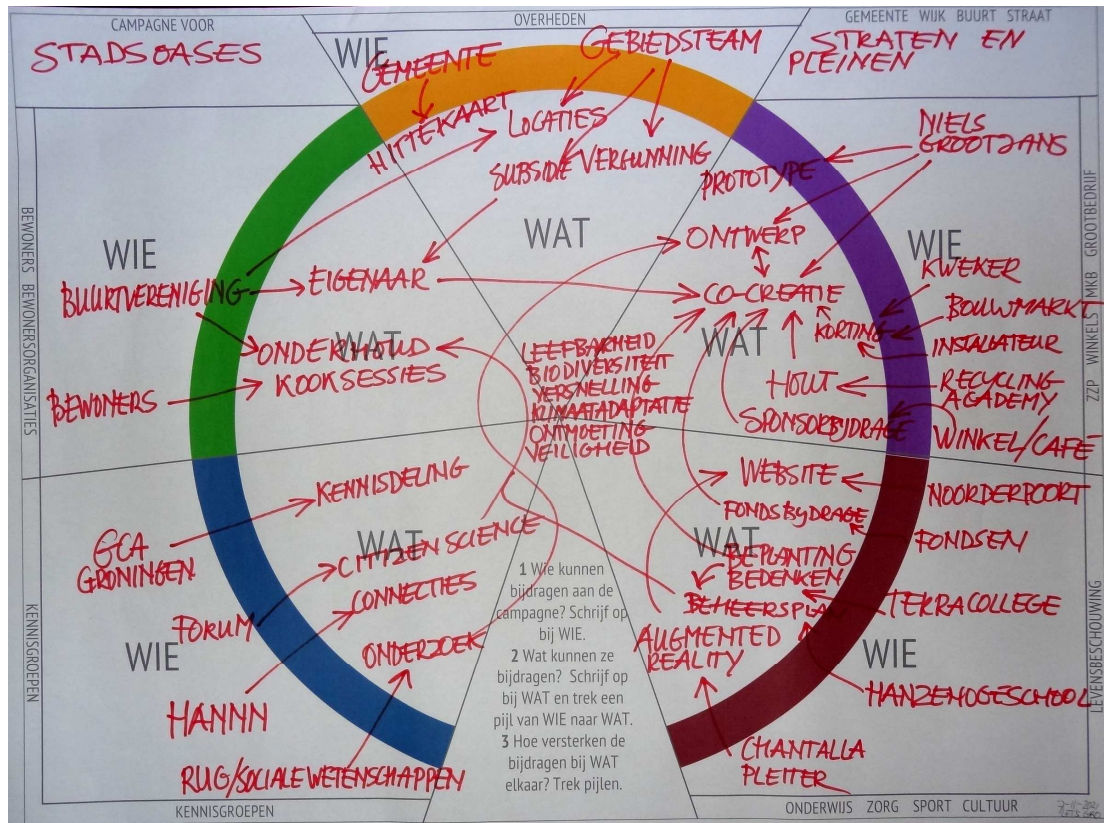 CAMPAGNE VOOR
STADSOASES
OVERHEDEN
GEMEENTE WIJK BUURT STRAAT
STRATEN EN
PLEINEN
WIE
GEMEENTE
GEBIEDSTEAM
HITTEKAART
LOCATIES
SUBSIDIE
VERGUNNING
WAT
NIELS
GROOTJANS
PROTOTYPE
ONTWERP
CO-CREATIE
KORTING
WAT
HOUT
SPONSORBIJDRAGE
WIE
KWEKER
BOUWMARKT
INSTALLATEUR
RECYCLING
ACADEMY
WINKEL/CAFÉ
ZZP WINKELS MKB GROOTBEDRIJF
BEWONERS BEWONERSORGANISATIES
WIE
BUURTVERENIGING
EIGENAAR
WAT
ONDERHOUD
KOOKSESSIES
BEWONERS
LEEFBARHEID
BIODIVERSITEIT
VERSNELLING
KLIMAATADAPTATIE
ONTMOETING
VEILIGHEID
KENNISGROEPEN
KENNISDELING
GCA
GRONINGEN
WAT
CITIZEN SCIENCE
CONNECTIES
FORUM
WIE
ONDERZOEK
HANNN
RUG/SOCIALE WETENSCHAPPEN
KENNISGROEPEN
1 Wie kunnen
bijdragen aan de
campagne? Schrijf op
bij WIE.
2 Wat kunnen ze
bijdragen? Schrijf op
bij WAT en trek een
pijl van WIE naar WAT.
3 Hoe versterken de
bijdragen bij WAT
elkaar? Trek pijlen.
WEBSITE
NOORDERPOORT
FONDSBIJDRAGE
FONDSEN
WAT
BEPLANTING
BEDENKEN
BEHEERSPLAN
TERRACOLLEGE
AUGMENTED
REALITY
WIE
HANZEHOGESCHOOL
CHANTALLA
PLEITER
LEVENSBESCHOUWING
ONDERWIJS ZORG SPORT CULTUUR